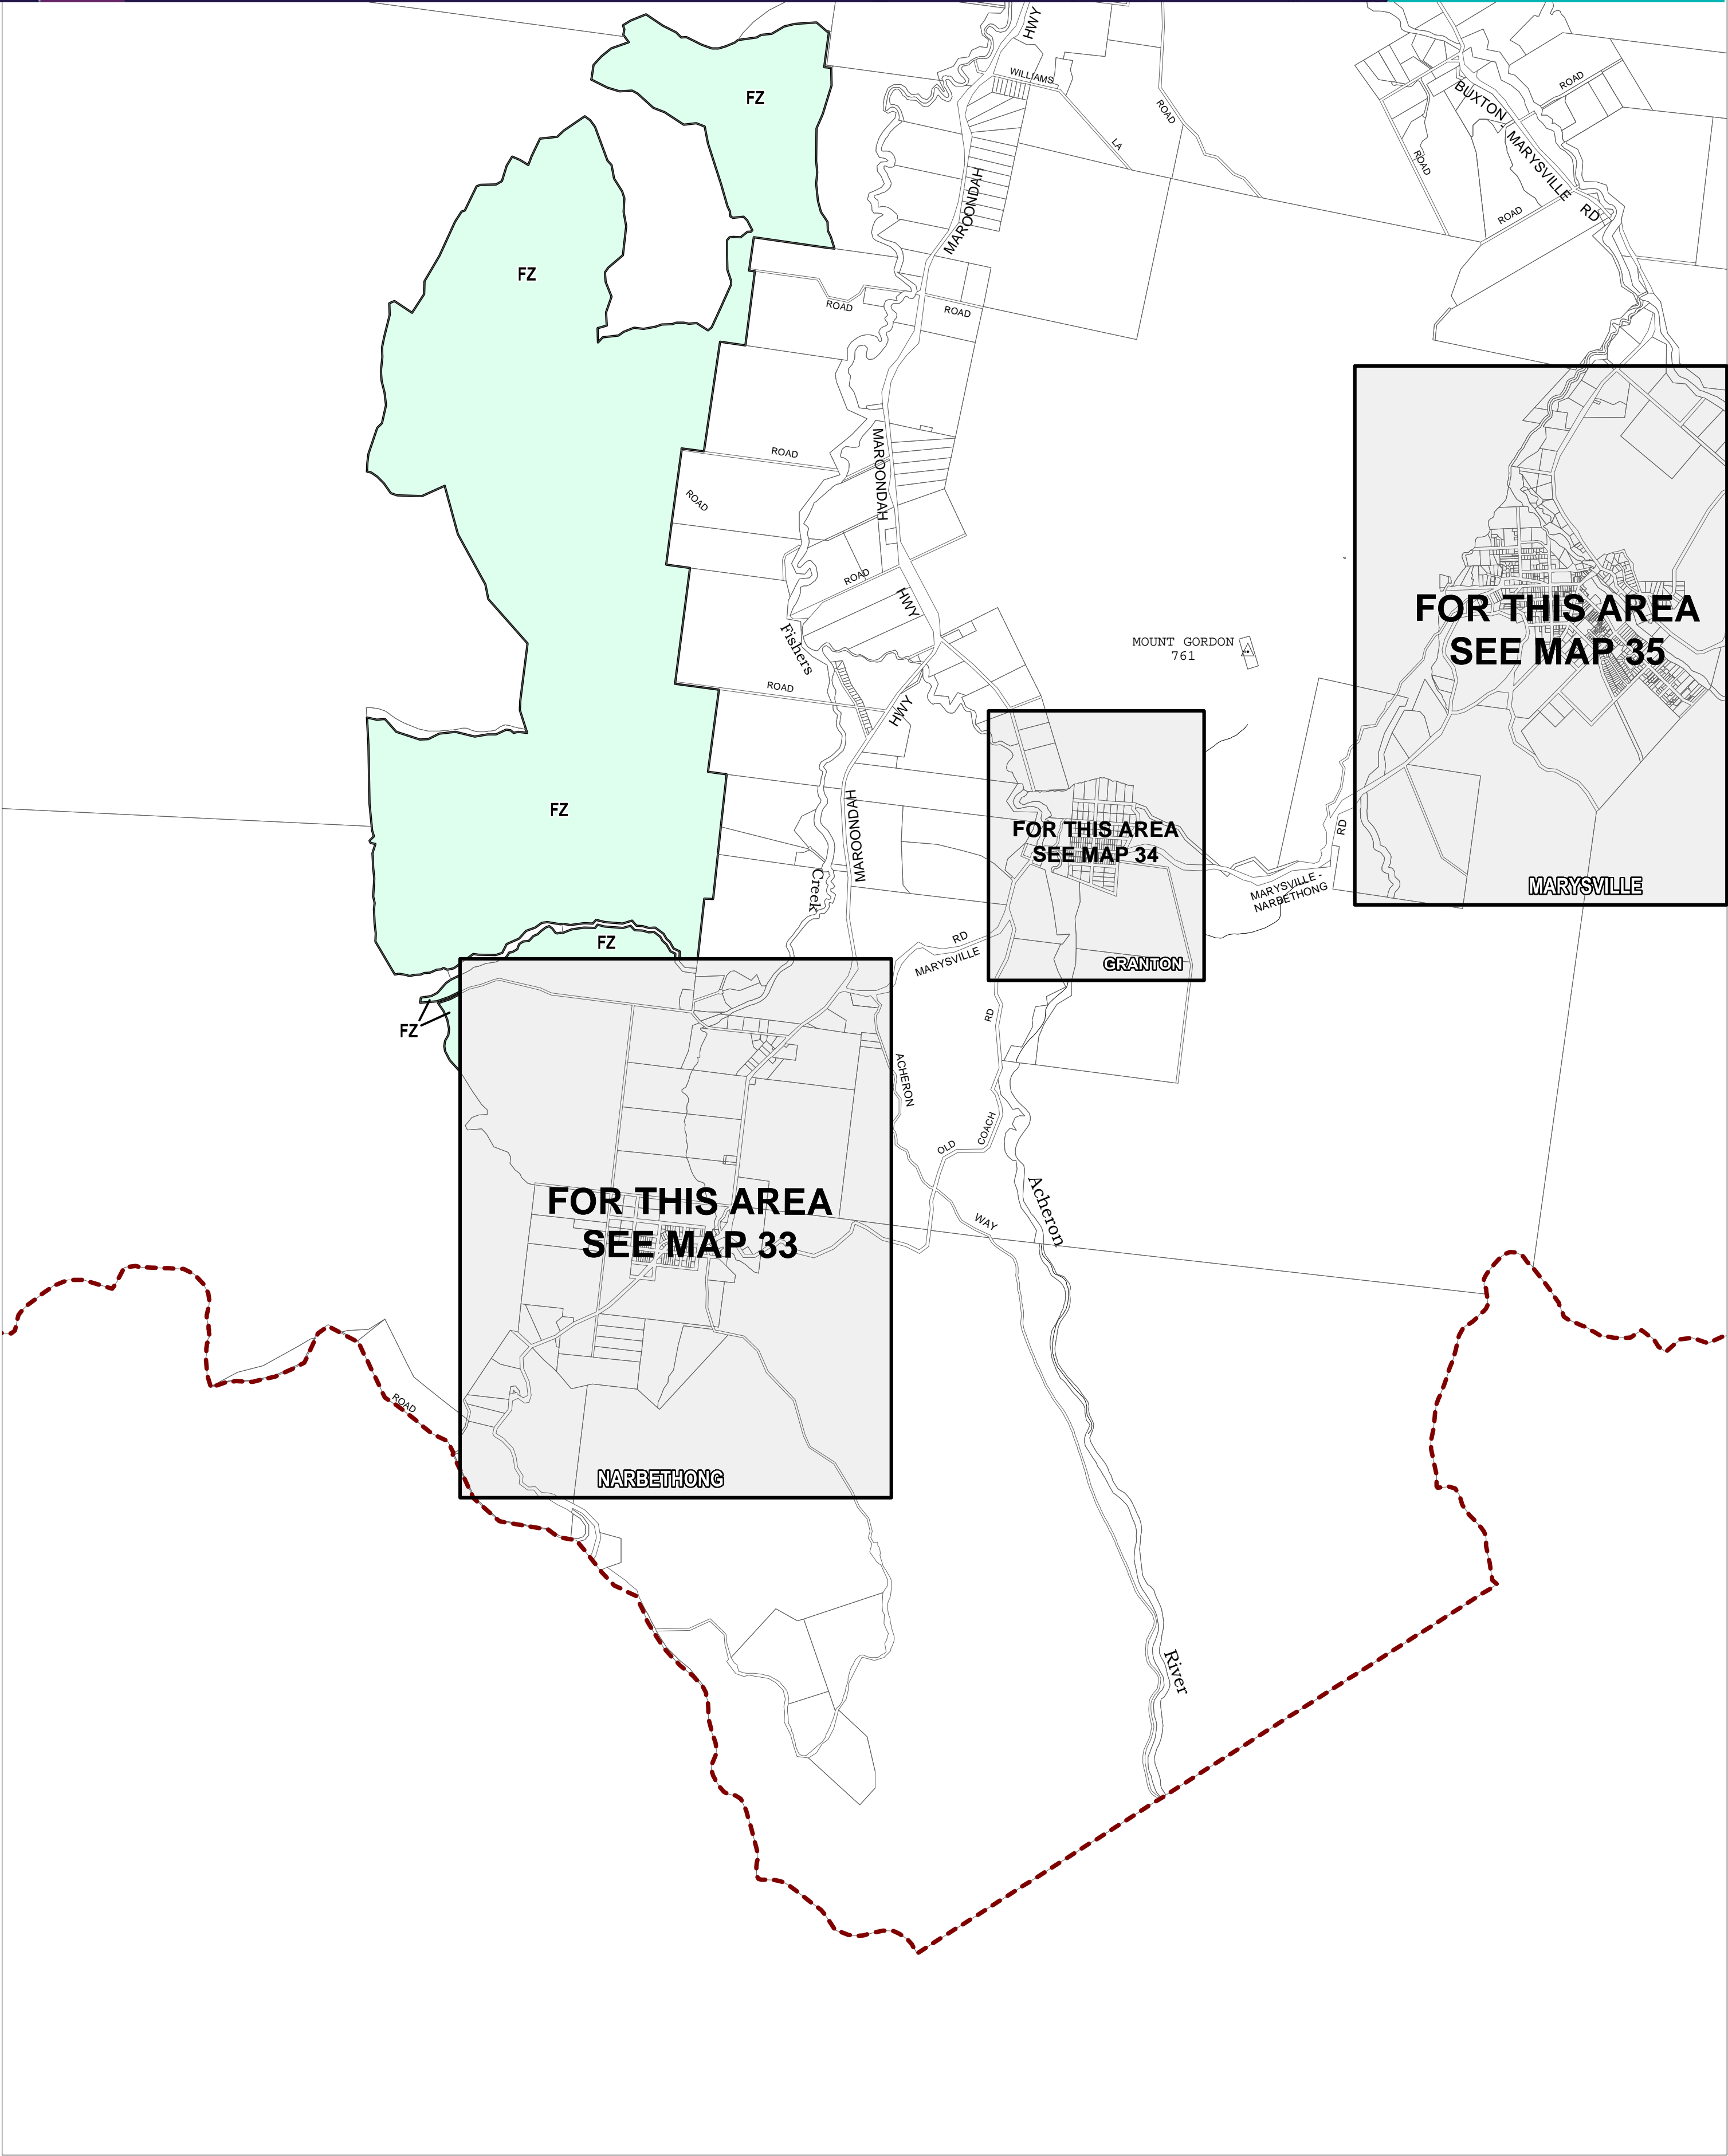 HWY
WILLIAMS
LA
ROAD
FZ
BUXTON - MARYSVILLE RD
ROAD
ROAD
ROAD
MAROONDAH
FZ
ROAD
ROAD
MAROONDAH
ROAD
ROAD
ROAD
HWY
Fishers
MOUNT GORDON
761
FOR THIS AREA
SEE MAP 35
ROAD
HWY
FZ
MAROONDAH
FOR THIS AREA
SEE MAP 34
RD
Creek
MARYSVILLE -
NARBETHONG
MARYSVILLE
FZ
RD
MARYSVILLE
GRANTON
FZ
RD
ACHERON
COACH
OLD
FOR THIS AREA
SEE MAP 33
Acheron
WAY
ROAD
NARBETHONG
River